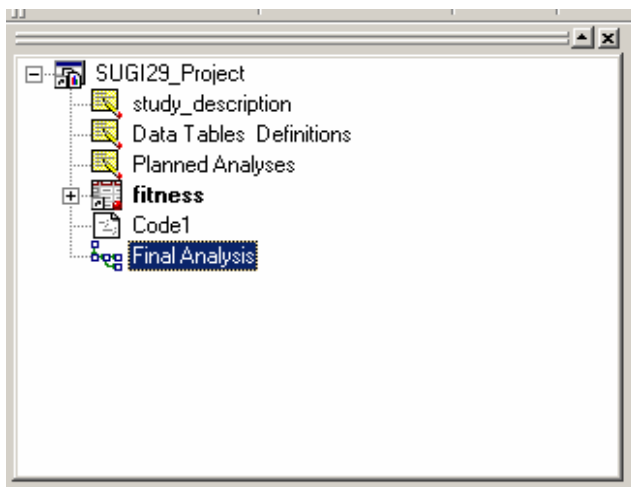 SUGI29_Project
study_description
Data Tables  Definitions
Planned Analyses
fitness
Code1
Final Analysis